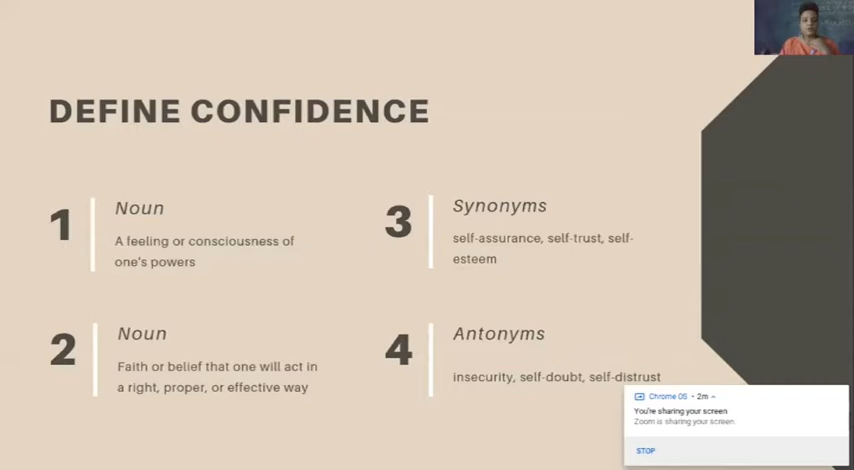 DEFINE CONFIDENCE
1
Noun
A feeling or consciousness of
one's powers
2
Noun
Faith or belief that one will act in
a right, proper, or effective way
3
Synonyms
self-assurance, self-trust, self-
esteem
4
Antonyms
insecurity, self-doubt, self-distrust
Chrome OS • 2m
You're sharing your screen
Zoom is sharing your screen.
STOP